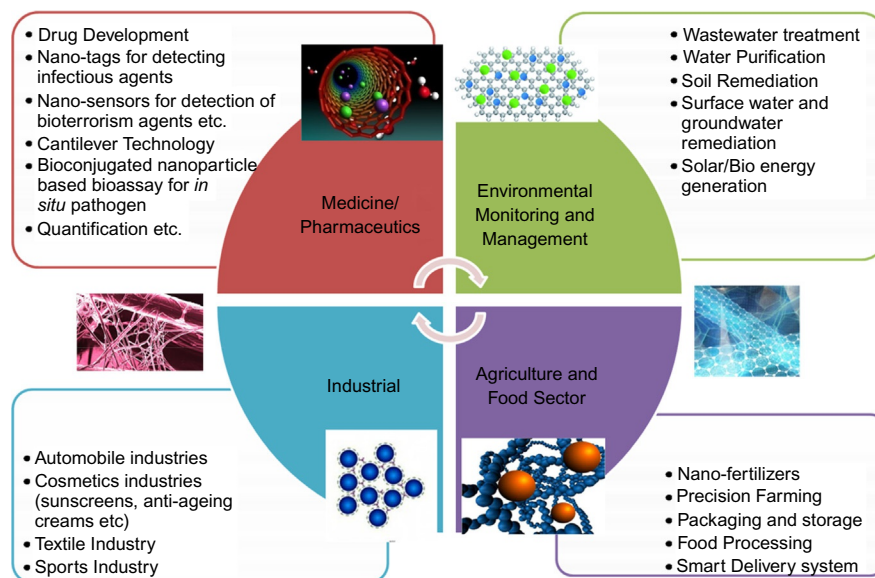 • Drug Development
• Nano-tags for detecting
infectious agents
• Nano-sensors for detection of
bioterrorism agents etc.
• Cantilever Technology
• Bioconjugated nanoparticle
based bioassay for in
situ pathogen
• Quantification etc.
• Wastewater treatment
• Water Purification
• Soil Remediation
• Surface water and
groundwater
remediation
• Solar/Bio energy
generation
Medicine/
Pharmaceutics
Environmental
Monitoring and
Management
Industrial
Agriculture and
Food Sector
• Automobile industries
• Cosmetics industries
(sunscreens, anti-ageing
creams etc)
• Textile Industry
• Sports Industry
• Nano-fertilizers
• Precision Farming
• Packaging and storage
• Food Processing
• Smart Delivery system